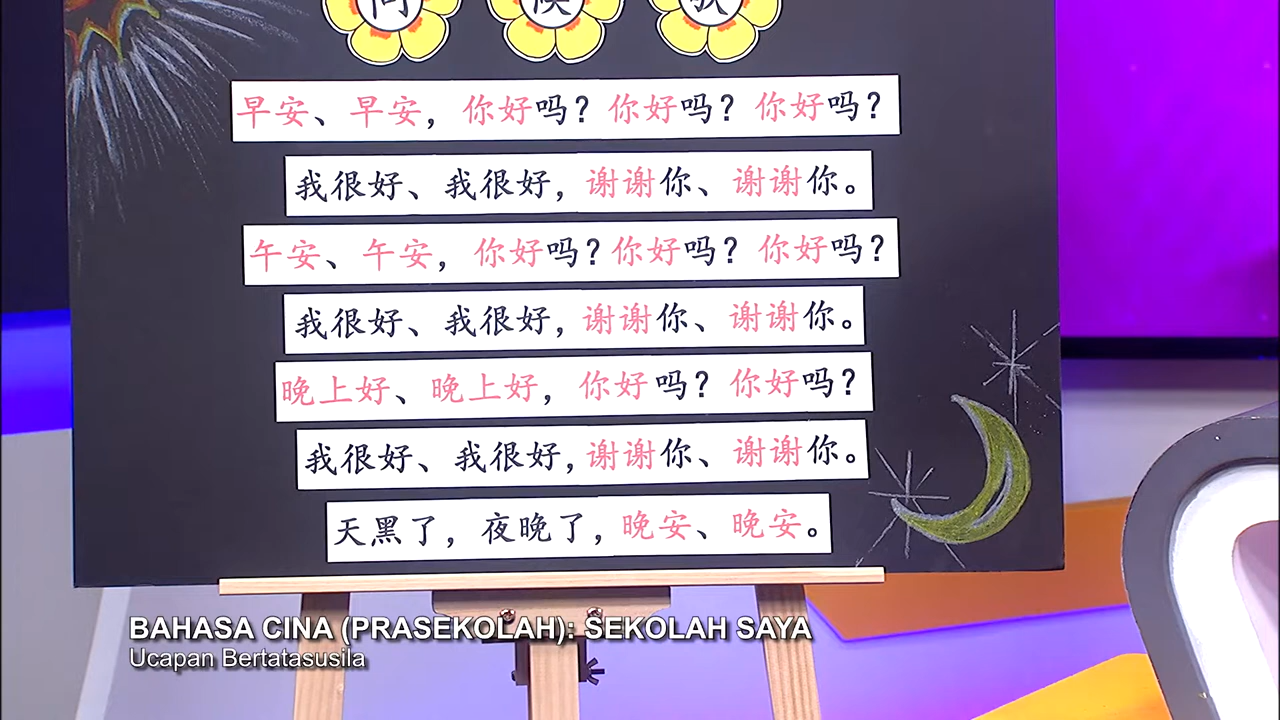 问候歌
早安、早安，你好吗？你好吗？你好吗？
我很好、我很好，谢谢你、谢谢你。
午安、午安，你好吗？你好吗？你好吗？
我很好、我很好，谢谢你、谢谢你。
晚上好、晚上好，你好吗？你好吗？
我很好、我很好，谢谢你、谢谢你。
天黑了，夜晚了，晚安、晚安。
BAHASA CINA (PRASEKOLAH): SEKOLAH SAYA
Ucapan Bertatasusila